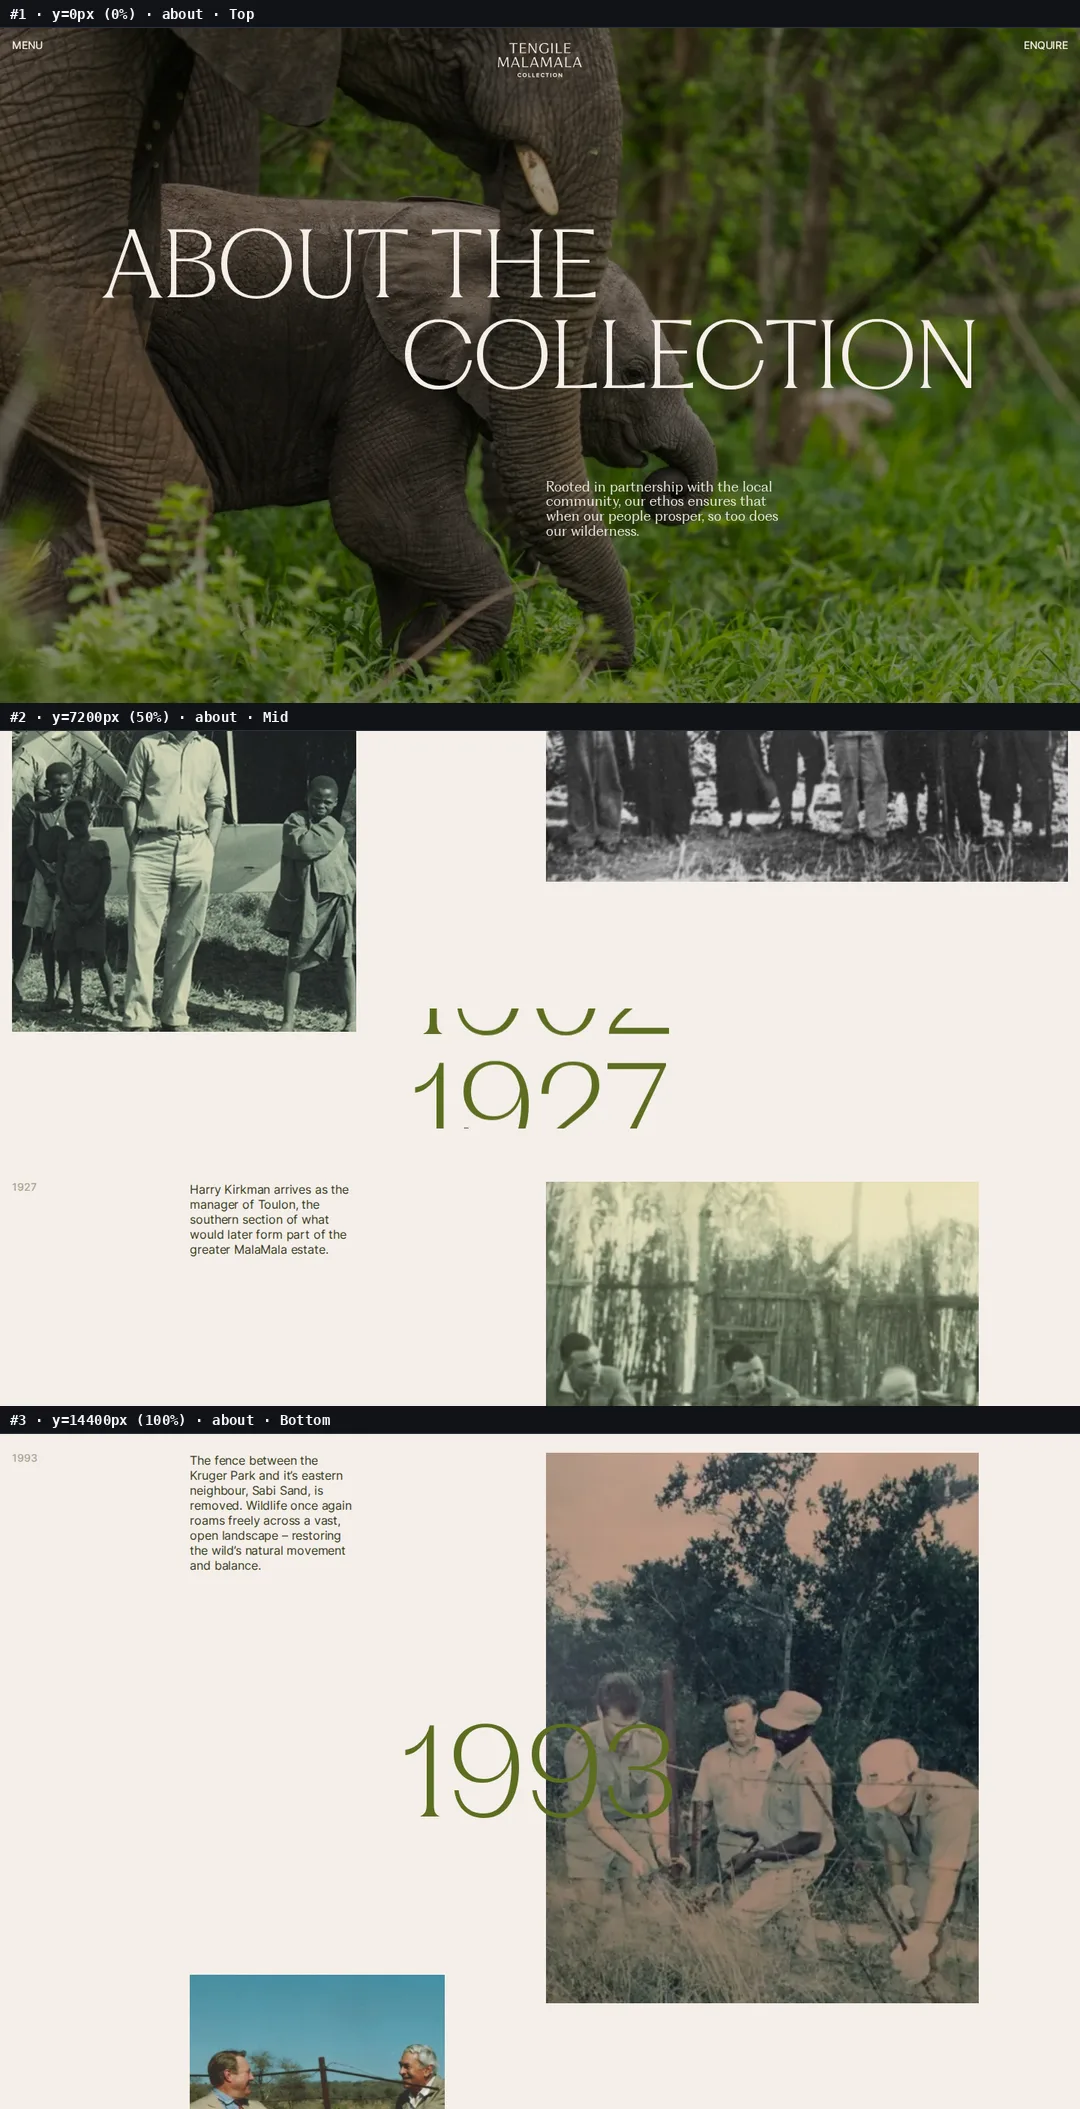 #1 · y=0px (0%) · about · Top
MENU
TENGILE
MALAMALA
COLLECTION
ENQUIRE
ABOUT THE
COLLECTION
Rooted in partnership with the local
community, our ethos ensures that
when our people prosper, so too does
our wilderness.
#2 · y=7200px (50%) · about · Mid
1927
1927
Harry Kirkman arrives as the
manager of Toulon, the
southern section of what
would later form part of the
greater MalaMala estate.
#3 · y=14400px (100%) · about · Bottom
1993
The fence between the
Kruger Park and it's eastern
neighbour, Sabi Sand, is
removed. Wildlife once again
roams freely across a vast,
open landscape – restoring
the wild's natural movement
and balance.
1993